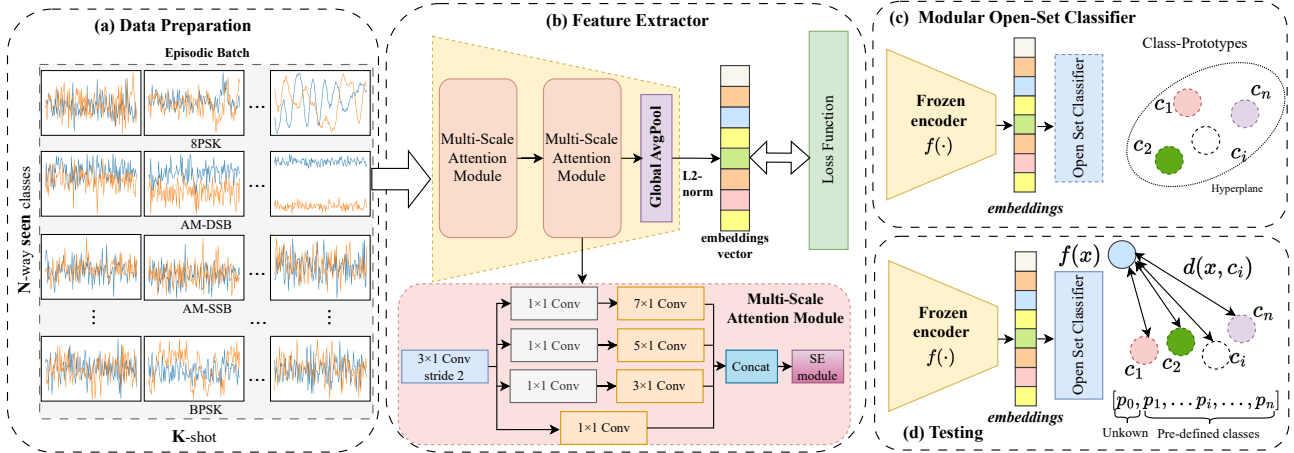 (a) Data Preparation
Episodic Batch
N-way seen classes
...
8PSK
...
AM-DSB
...
AM-SSB
⋮ ... ⋮
...
BPSK
K-shot
(b) Feature Extractor
Multi-Scale
Attention
Module
Multi-Scale
Attention
Module
Global AvgPool
L2-
norm
embeddings
vector
Loss Function
Multi-Scale
Attention Module
3×1 Conv
stride 2
1×1 Conv
7×1 Conv
1×1 Conv
5×1 Conv
1×1 Conv
3×1 Conv
1×1 Conv
Concat
SE
module
(c) Modular Open-Set Classifier
Frozen
encoder
f(·)
embeddings
Open Set Classifier
Class-Prototypes
c₁
cₙ
c₂
cᵢ
Hyperplane
Frozen
encoder
f(·)
embeddings
Open Set Classifier
f(x)
d(x, cᵢ)
cₙ
c₁ c₂ cᵢ
[p₀, p₁, ... pᵢ, ..., pₙ]
Unkown Pre-defined classes
(d) Testing